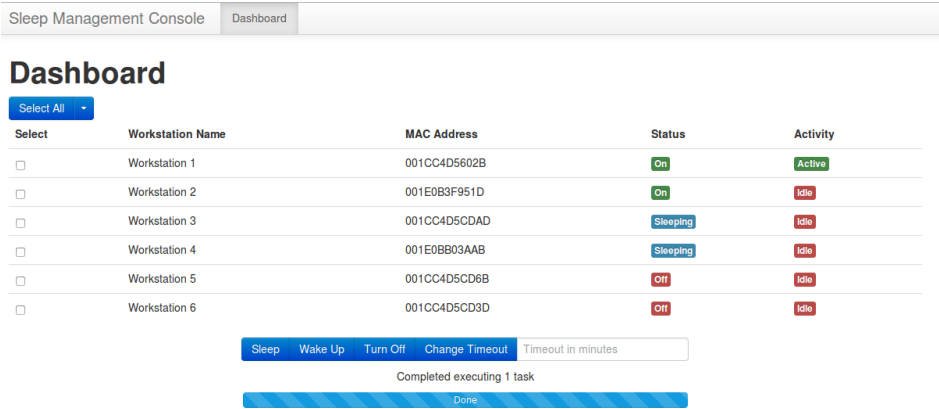 Sleep Management Console Dashboard
Dashboard
Select All
Select Workstation Name MAC Address Status Activity
Workstation 1 001CC4D5602B On Active
Workstation 2 001E0B3F951D On Idle
Workstation 3 001CC4D5CDAD Sleeping Idle
Workstation 4 001E0BB03AAB Sleeping Idle
Workstation 5 001CC4D5CD6B Off Idle
Workstation 6 001CC4D5CD3D Off Idle
Sleep Wake Up Turn Off Change Timeout Timeout in minutes
Completed executing 1 task
Done